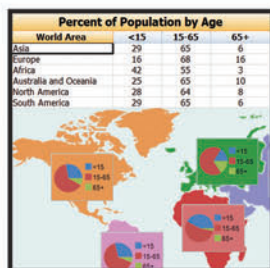 Percent of Population by Age
World Area <15 15-65 65+
Asia 29 65 6
Europe 16 68 16
Africa 42 55 3
Australia and Oceania 25 65 10
North America 28 64 8
South America 29 65 6
<15
15-65
65+
<15
15-65
65+
<15
15-65
65+
<15
15-65
65+